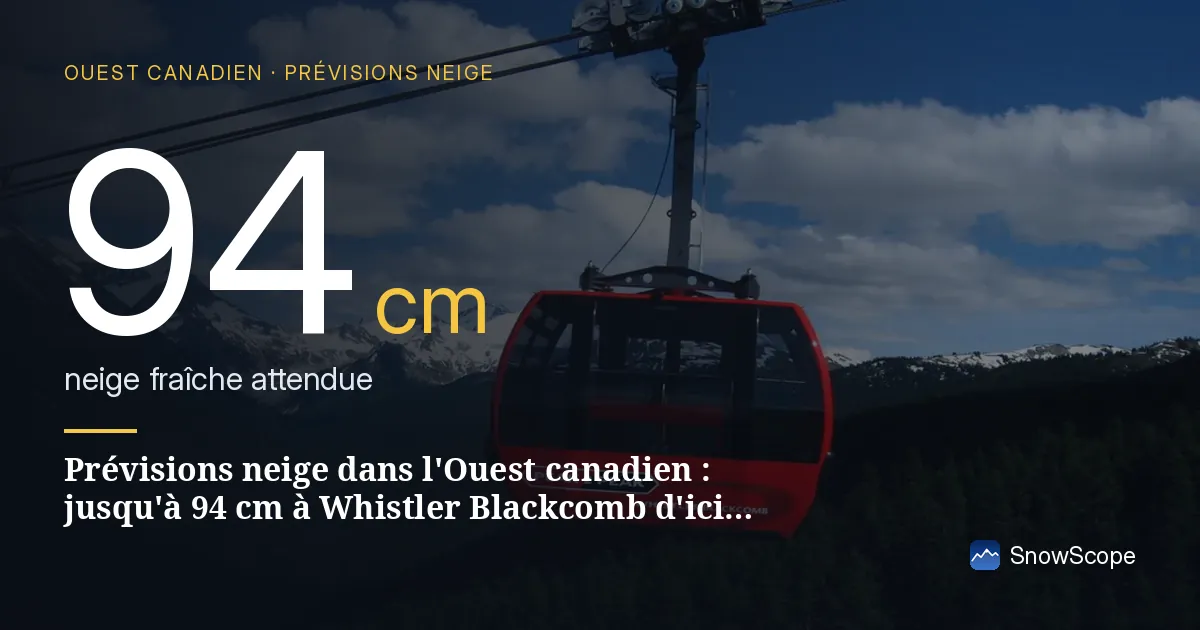 OUEST CANADIEN · PRÉVISIONS NEIGE
94 cm
neige fraîche attendue
Prévisions neige dans l'Ouest canadien :
jusqu'à 94 cm à Whistler Blackcomb d'ici...
SnowScope